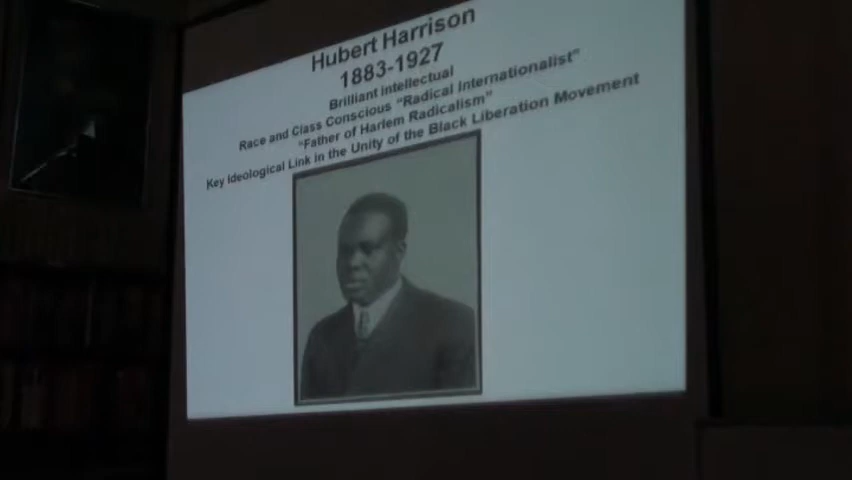 Hubert Harrison
1883-1927
Brilliant intellectual
Race and Class Conscious “Radical Internationalist”
“Father of Harlem Radicalism”
Key Ideological Link in the Unity of the Black Liberation Movement